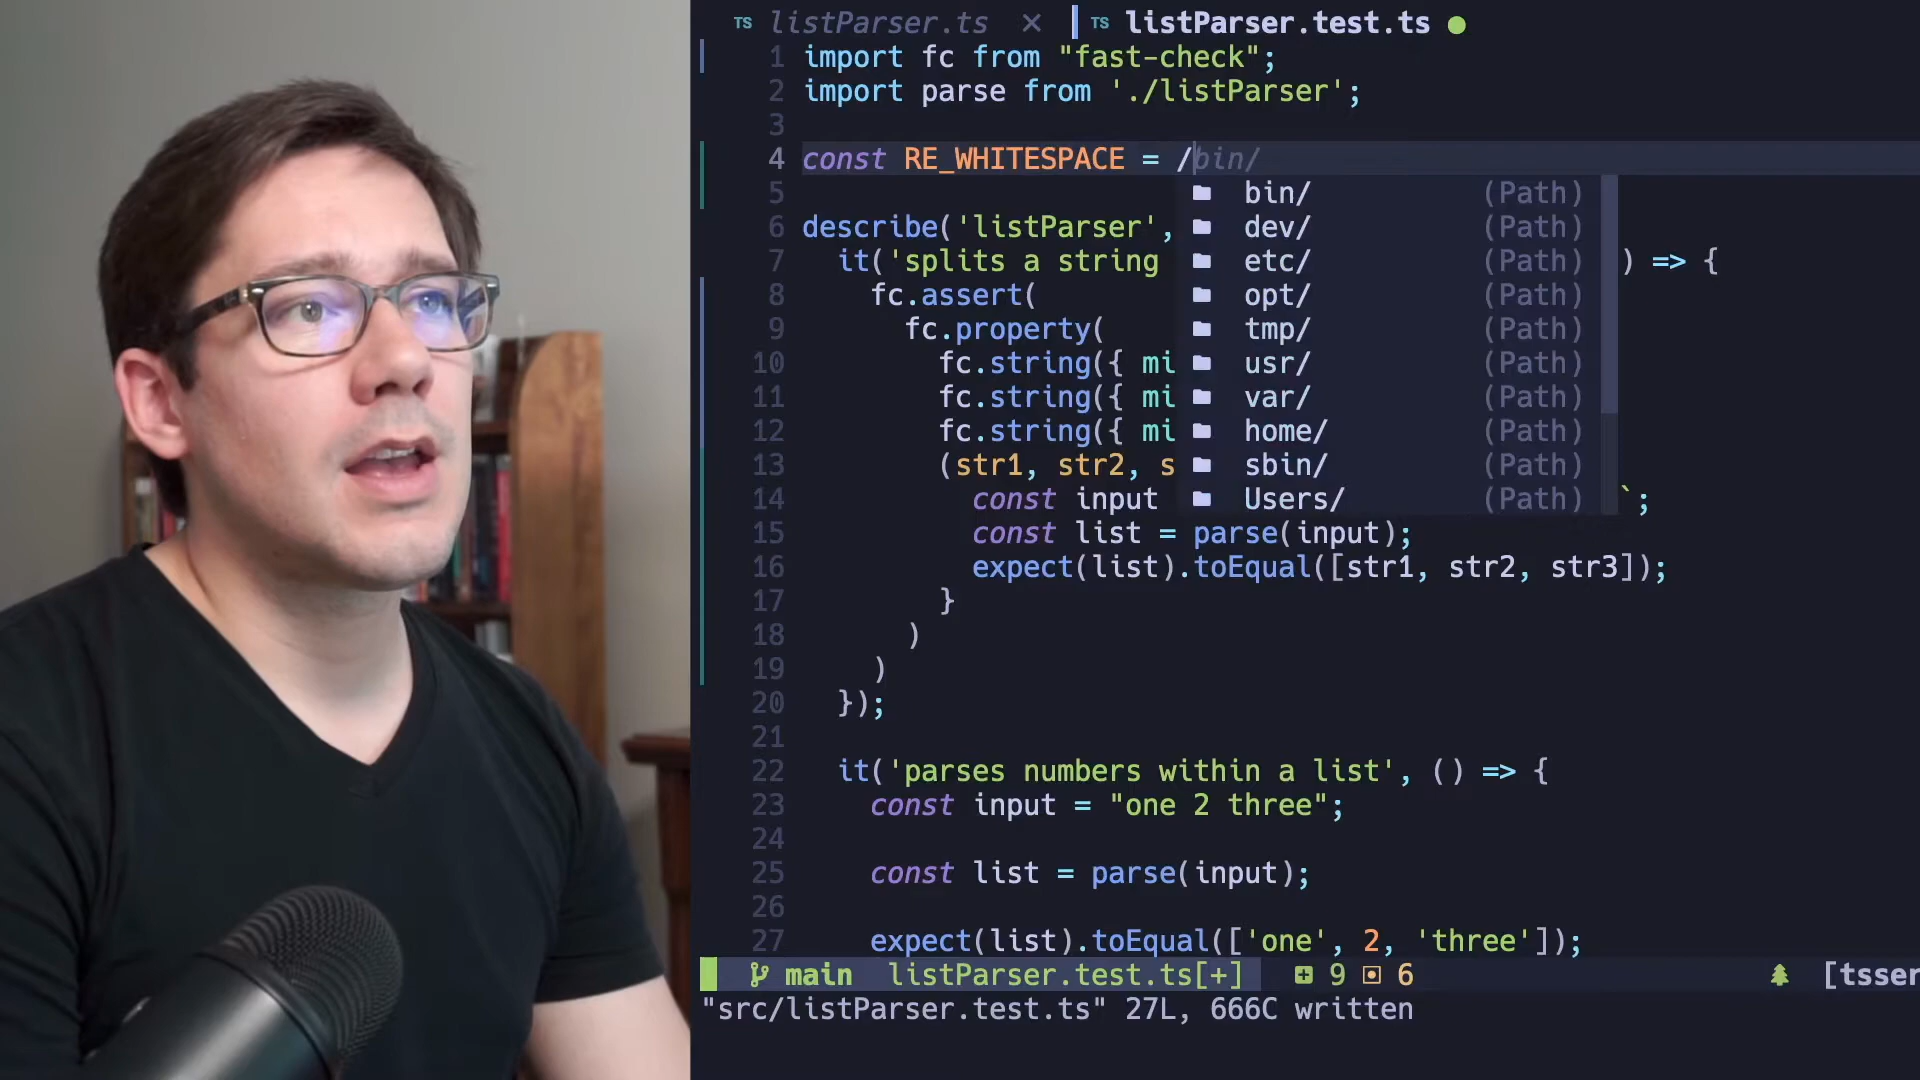 TS listParser.ts × TS listParser.test.ts
1 import fc from "fast-check";
2 import parse from './listParser';
3
4 const RE_WHITESPACE = /bin/
bin/ (Path)
dev/ (Path)
etc/ (Path)
opt/ (Path)
tmp/ (Path)
usr/ (Path)
var/ (Path)
home/ (Path)
sbin/ (Path)
Users/ (Path)
5
6 describe('listParser',
7 it('splits a string ) => {
8 fc.assert(
9 fc.property(
10 fc.string({ mi
11 fc.string({ mi
12 fc.string({ mi
13 (str1, str2, s
14 const input `;
15 const list = parse(input);
16 expect(list).toEqual([str1, str2, str3]);
17 }
18 )
19 )
20 });
21
22 it('parses numbers within a list', () => {
23 const input = "one 2 three";
24
25 const list = parse(input);
26
27 expect(list).toEqual(['one', 2, 'three']);
main listParser.test.ts[+] 9 6 [tsser
"src/listParser.test.ts" 27L, 666C written